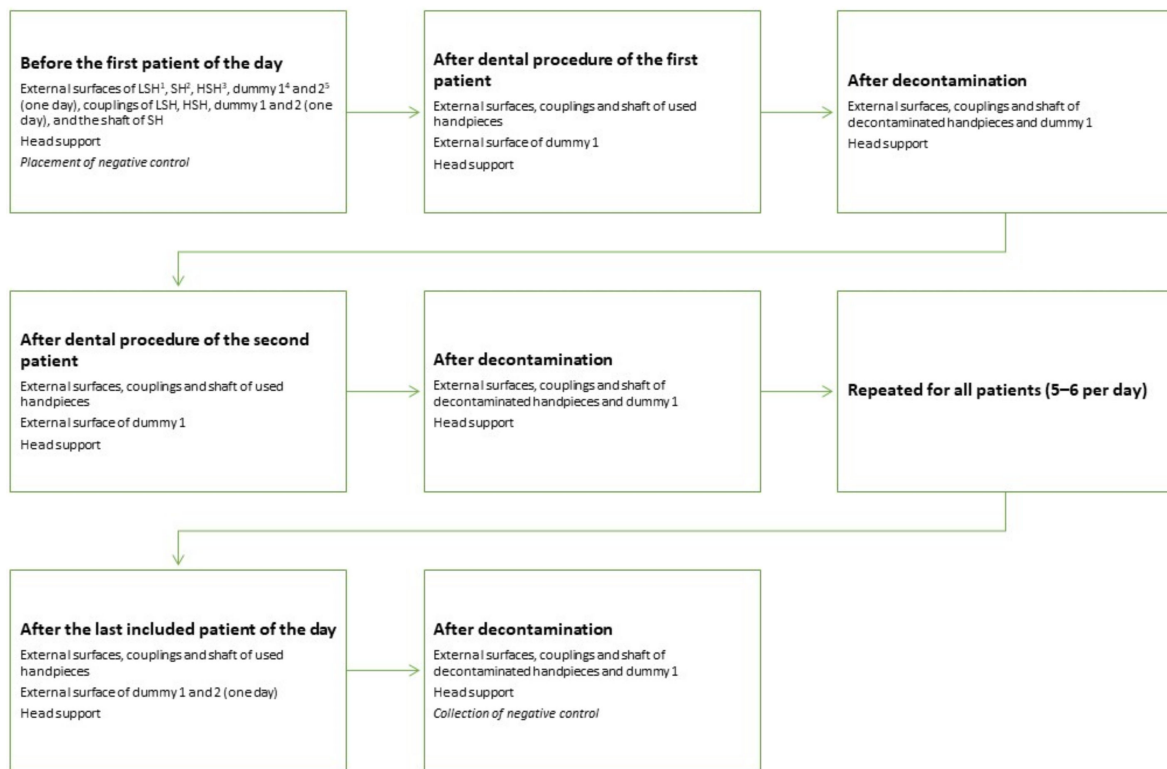 Before the first patient of the day
External surfaces of LSH¹, SH², HSH³, dummy 1⁴ and 2⁵
(one day), couplings of LSH, HSH, dummy 1 and 2 (one
day), and the shaft of SH
Head support
Placement of negative control
After dental procedure of the first
patient
External surfaces, couplings and shaft of used
handpieces
External surface of dummy 1
Head support
After decontamination
External surfaces, couplings and shaft of
decontaminated handpieces and dummy 1
Head support
After dental procedure of the second
patient
External surfaces, couplings and shaft of used
handpieces
External surface of dummy 1
Head support
After decontamination
External surfaces, couplings and shaft of
decontaminated handpieces and dummy 1
Head support
Repeated for all patients (5–6 per day)
After the last included patient of the day
External surfaces, couplings and shaft of used
handpieces
External surface of dummy 1 and 2 (one day)
Head support
After decontamination
External surfaces, couplings and shaft of
decontaminated handpieces and dummy 1
Head support
Collection of negative control